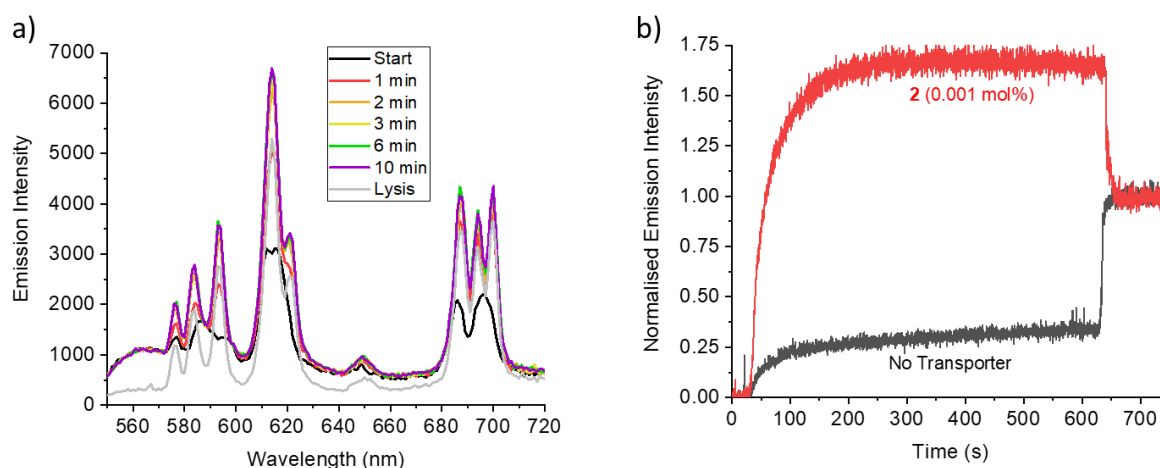 a)
7000
6000
5000
4000
3000
2000
1000
0
Emission Intensity
560 580 600 620 640 660 680 700 720
Wavelength (nm)
Start
1 min
2 min
3 min
6 min
10 min
Lysis
b)
1.75
1.50
1.25
1.00
0.75
0.50
0.25
0.00
Normalised Emission Intenisty
2 (0.001 mol%)
No Transporter
0 100 200 300 400 500 600 700
Time (s)